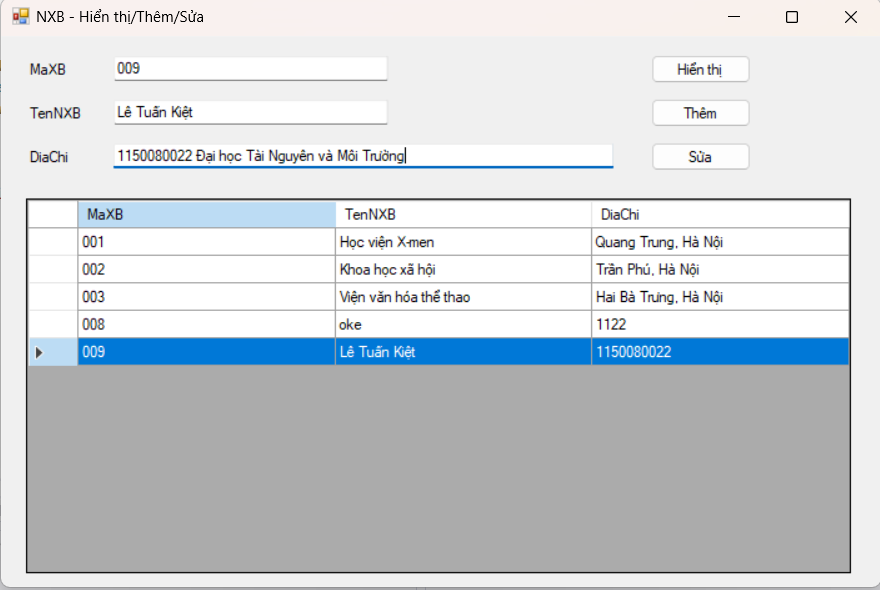 NXB - Hiển thị/Thêm/Sửa
MaXB 009 Hiển thị
TenNXB Lê Tuấn Kiệt Thêm
DiaChi 1150080022 Đại học Tài Nguyên và Môi Trường Sửa
MaXB TenNXB DiaChi
001 Học viện X-men Quang Trung, Hà Nội
002 Khoa học xã hội Trần Phú, Hà Nội
003 Viện văn hóa thể thao Hai Bà Trưng, Hà Nội
008 oke 1122
009 Lê Tuấn Kiệt 1150080022